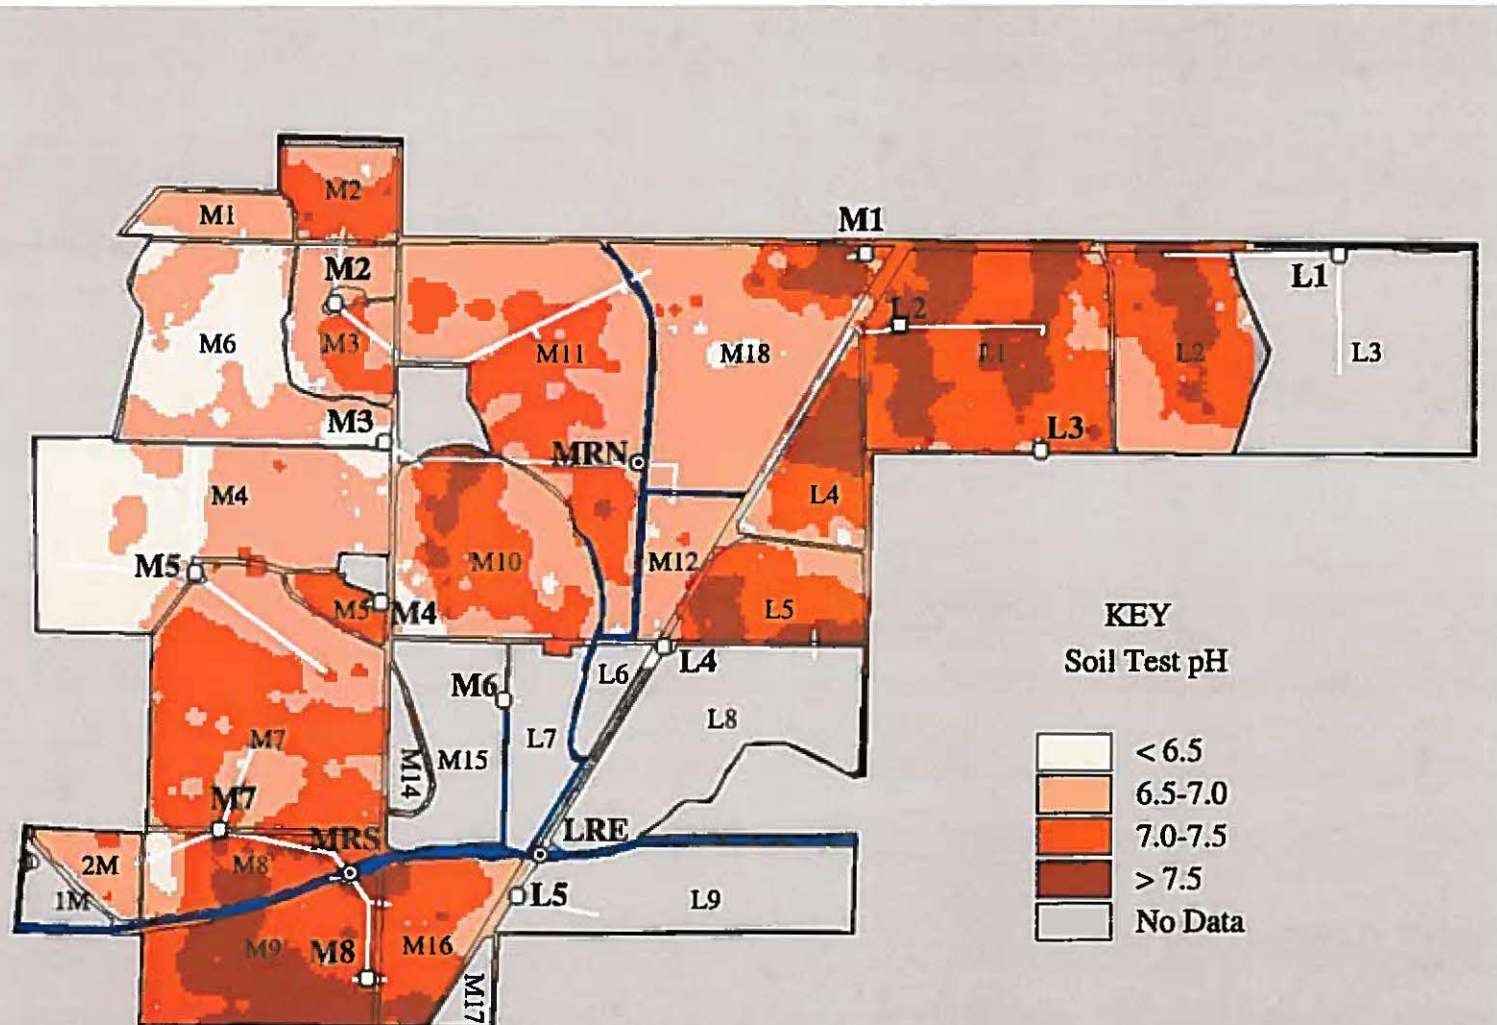 M2
M1
M1
M2
L1
L2
M6
M3
M11
M18
L1
L2
L3
M3
MRN
L3
M4
L4
M5
M10
M12
M5
M4
L5
KEY
Soil Test pH
L4
M6
L6
L8
L7
M7
M14
M15
< 6.5
6.5-7.0
7.0-7.5
> 7.5
No Data
M7
MRS
LRE
2M
M8
1M
L5
L9
M9
M8
M16
M17